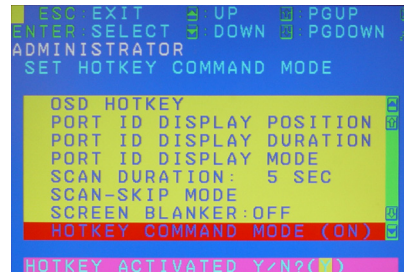 ESC:EXIT :UP :PGUP
ENTER:SELECT :DOWN :PGDOWN
ADMINISTRATOR
SET HOTKEY COMMAND MODE
OSD HOTKEY
PORT ID DISPLAY POSITION
PORT ID DISPLAY DURATION
PORT ID DISPLAY MODE
SCAN DURATION: 5 SEC
SCAN-SKIP MODE
SCREEN BLANKER:OFF
HOTKEY COMMAND MODE (ON)
HOTKEY ACTIVATED Y/N?(Y)